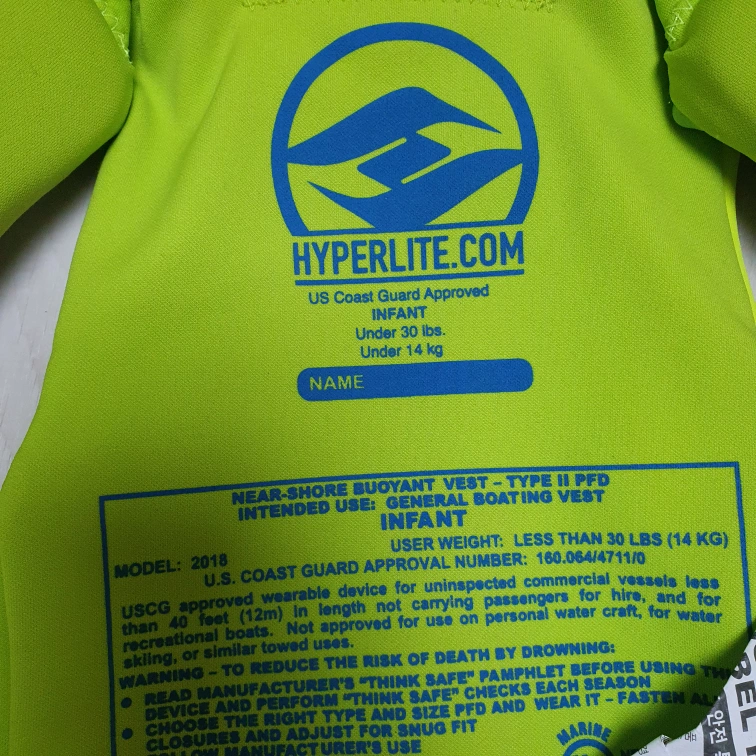 HYPERLITE.COM
US Coast Guard Approved
INFANT
Under 30 lbs.
Under 14 kg
NAME
NEAR-SHORE BUOYANT VEST – TYPE II PFD
INTENDED USE: GENERAL BOATING VEST
INFANT
USER WEIGHT: LESS THAN 30 LBS (14 KG)
MODEL: 2018
U.S. COAST GUARD APPROVAL NUMBER: 160.064/4711/0
USCG approved wearable device for uninspected commercial vessels less
than 40 feet (12m) in length not carrying passengers for hire, and for
recreational boats. Not approved for use on personal water craft, for water
skiing, or similar towed uses.
WARNING – TO REDUCE THE RISK OF DEATH BY DROWNING:
• READ MANUFACTURER'S "THINK SAFE" PAMPHLET BEFORE USING
DEVICE AND PERFORM "THINK SAFE" CHECKS EACH SEASON
• CHOOSE THE RIGHT TYPE AND SIZE PFD AND WEAR IT – FASTEN
CLOSURES AND ADJUST FOR SNUG FIT
MANUFACTURER'S USE
MARINE
안전